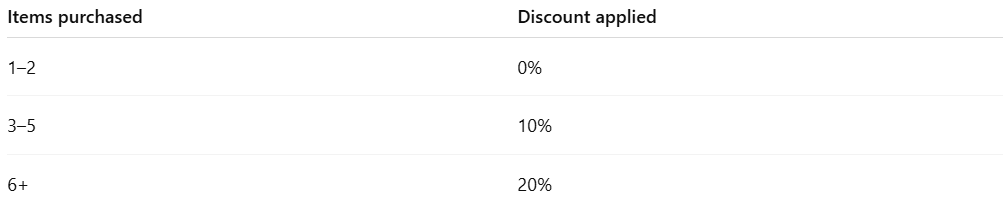 Items purchased Discount applied
1–2 0%
3–5 10%
6+ 20%